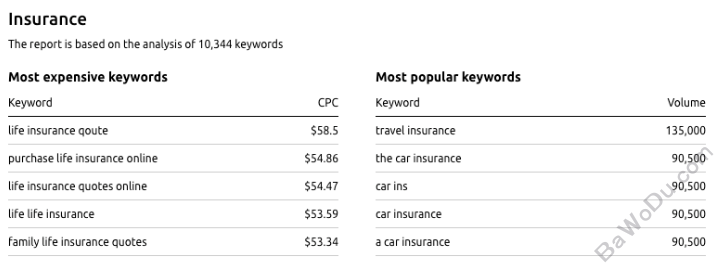 Insurance
The report is based on the analysis of 10,344 keywords
Most expensive keywords
Keyword CPC
life insurance qoute $58.5
purchase life insurance online $54.86
life insurance quotes online $54.47
life life insurance $53.59
family life insurance quotes $53.34
Most popular keywords
Keyword Volume
travel insurance 135,000
the car insurance 90,500
car ins 90,500
car insurance 90,500
a car insurance 90,500
BaWoDu.com